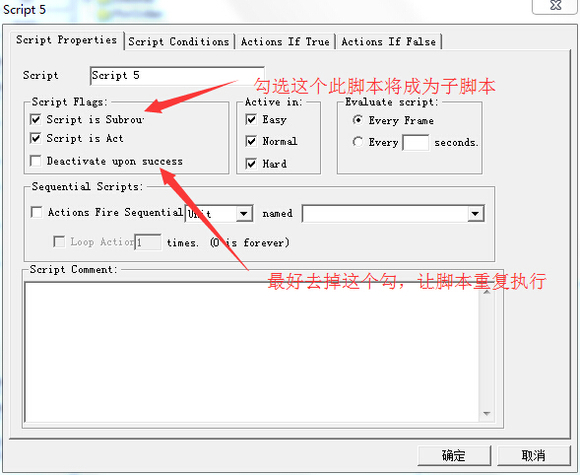 Script 5
Script Properties
Script Conditions
Actions If True
Actions If False
Script
Script 5
勾选这个此脚本将成为子脚本
Script Flags:
Active in:
Evaluate script:
Script is Subrou
Easy
Every Frame
Script is Act
Normal
Every seconds.
Deactivate upon success
Hard
Sequential Scripts:
Actions Fire Sequential
Unit
named
Loop Action
1
times. (0 is forever)
Script Comment:
最好去掉这个勾，让脚本重复执行
确定
取消